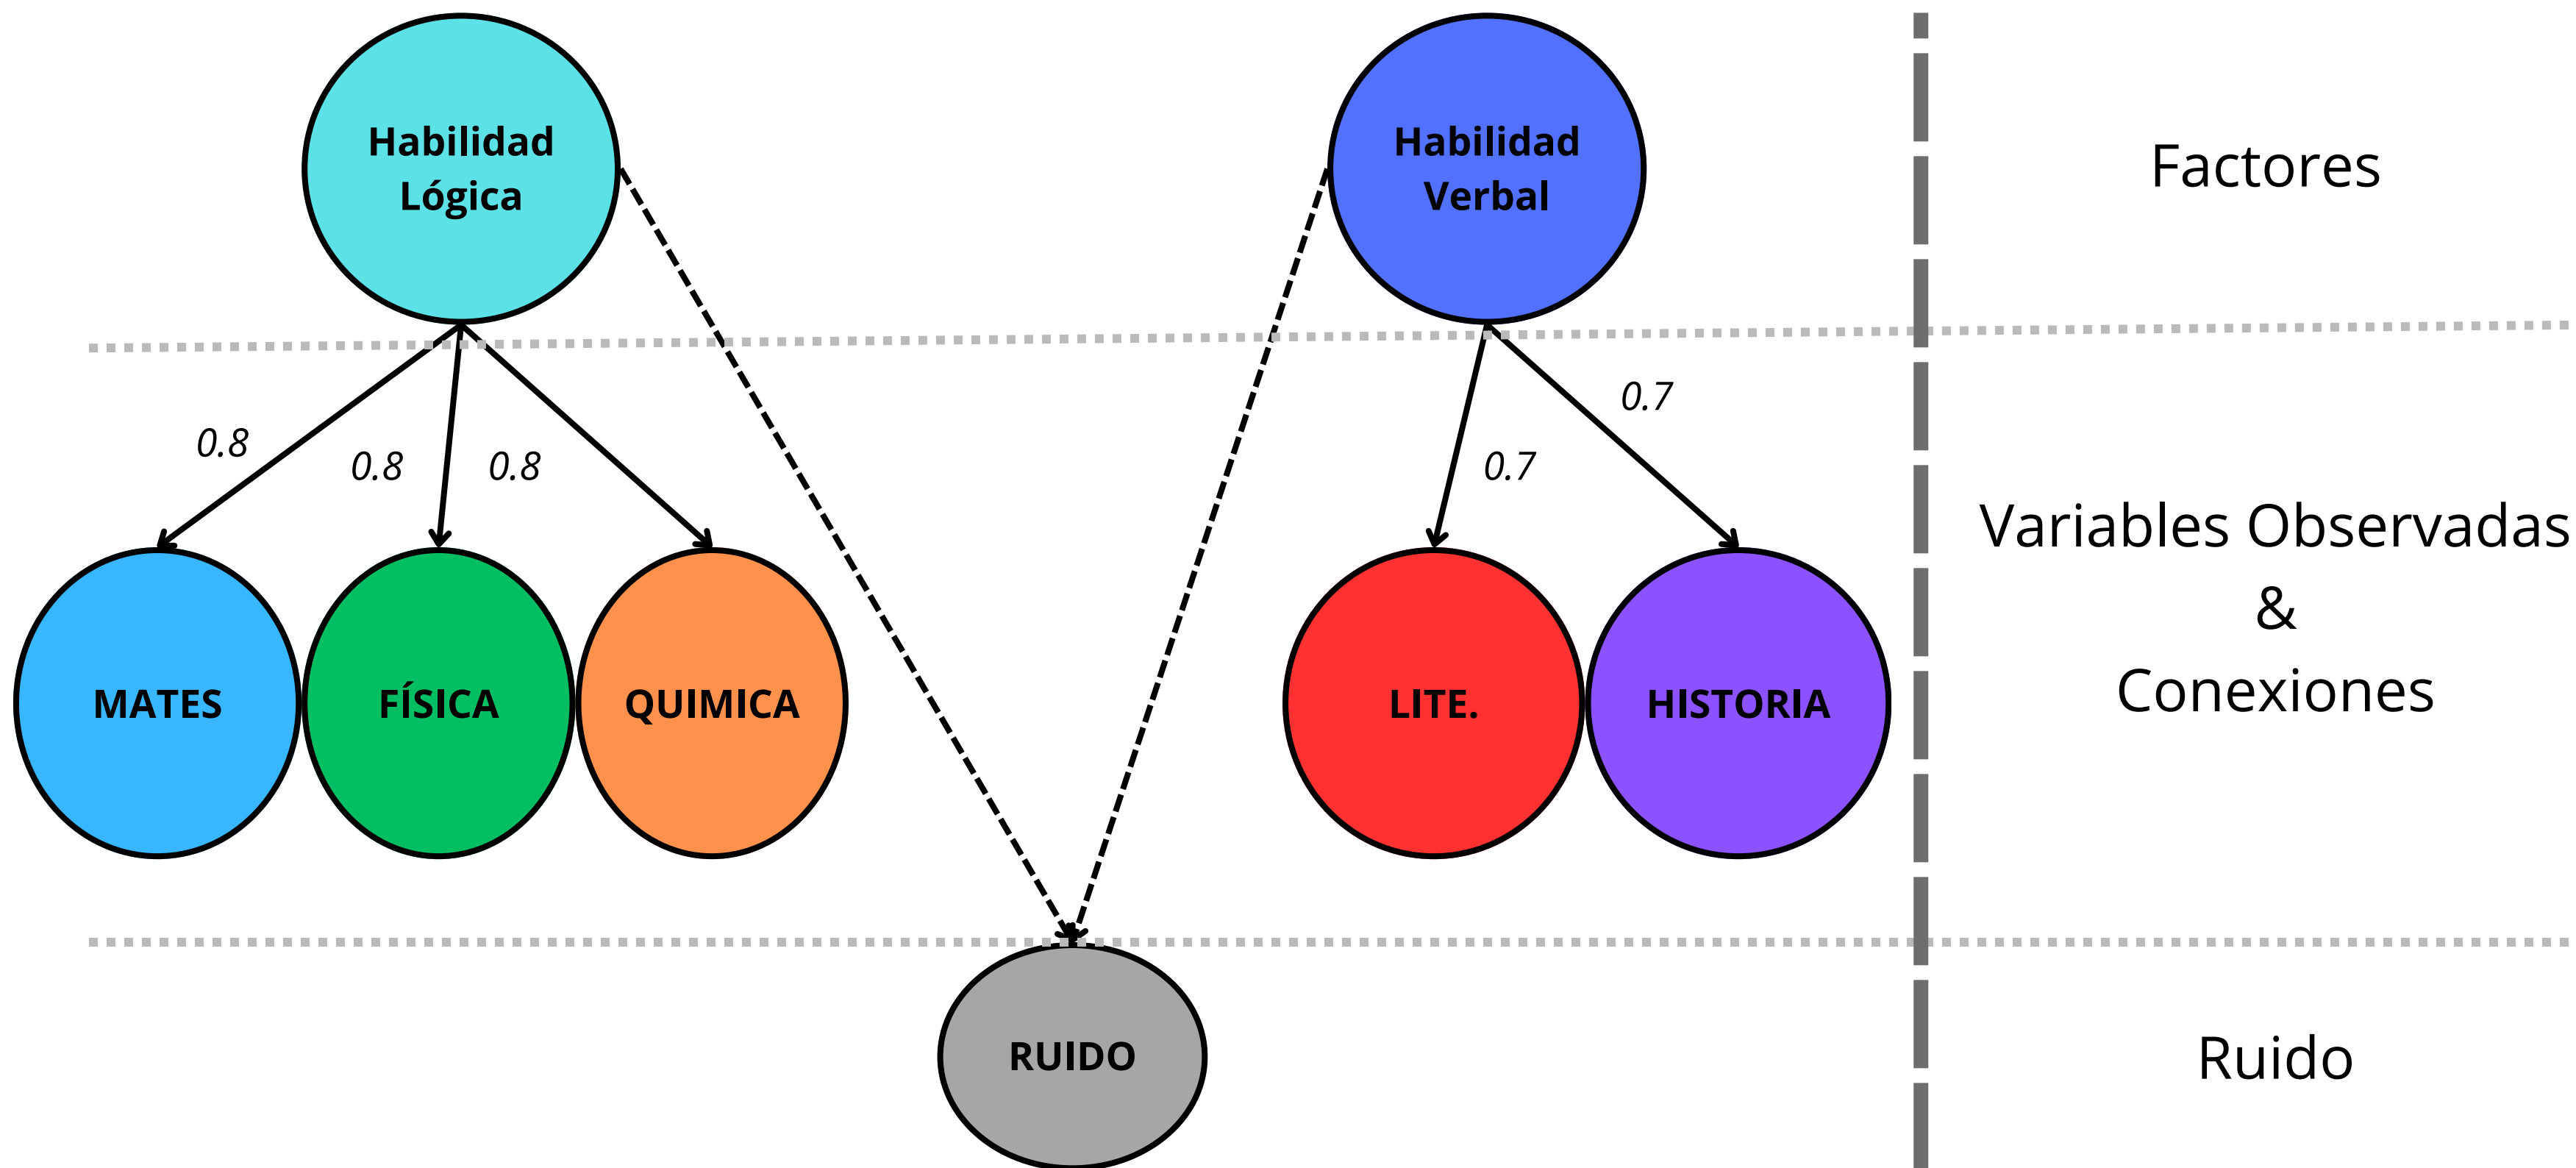 Habilidad
Lógica
Habilidad
Verbal
Factores
0.8
0.8
0.8
0.7
0.7
MATES
FÍSICA
QUIMICA
LITE.
HISTORIA
Variables Observadas
&
Conexiones
RUIDO
Ruido